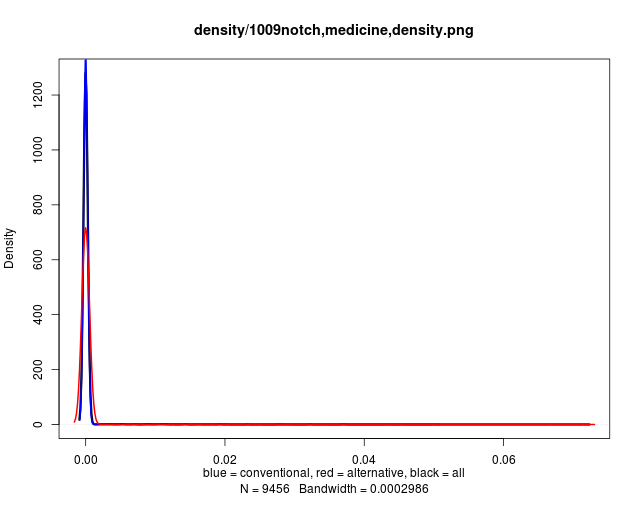 density/1009notch,medicine,density.png
Density
0 200 400 600 800 1000 1200
0.00 0.02 0.04 0.06
blue = conventional, red = alternative, black = all
N = 9456 Bandwidth = 0.0002986